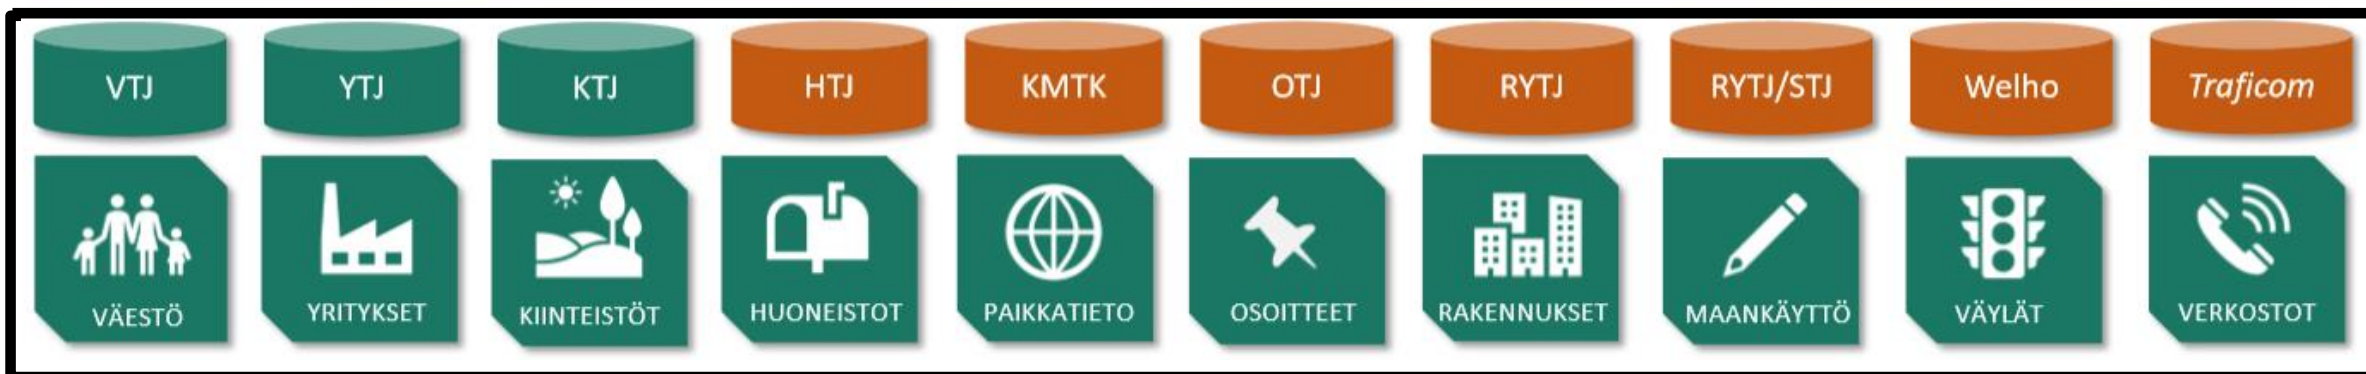 VTJ
YTJ
KTJ
HTJ
KMTK
OTJ
RYTJ
RYTJ/STJ
Welho
Traficom
VÄESTÖ
YRITYKSET
KIINTEISTÖT
HUONEISTOT
PAIKKATIETO
OSOITTEET
RAKENNUKSET
MAANKÄYTTÖ
VÄYLÄT
VERKOSTOT